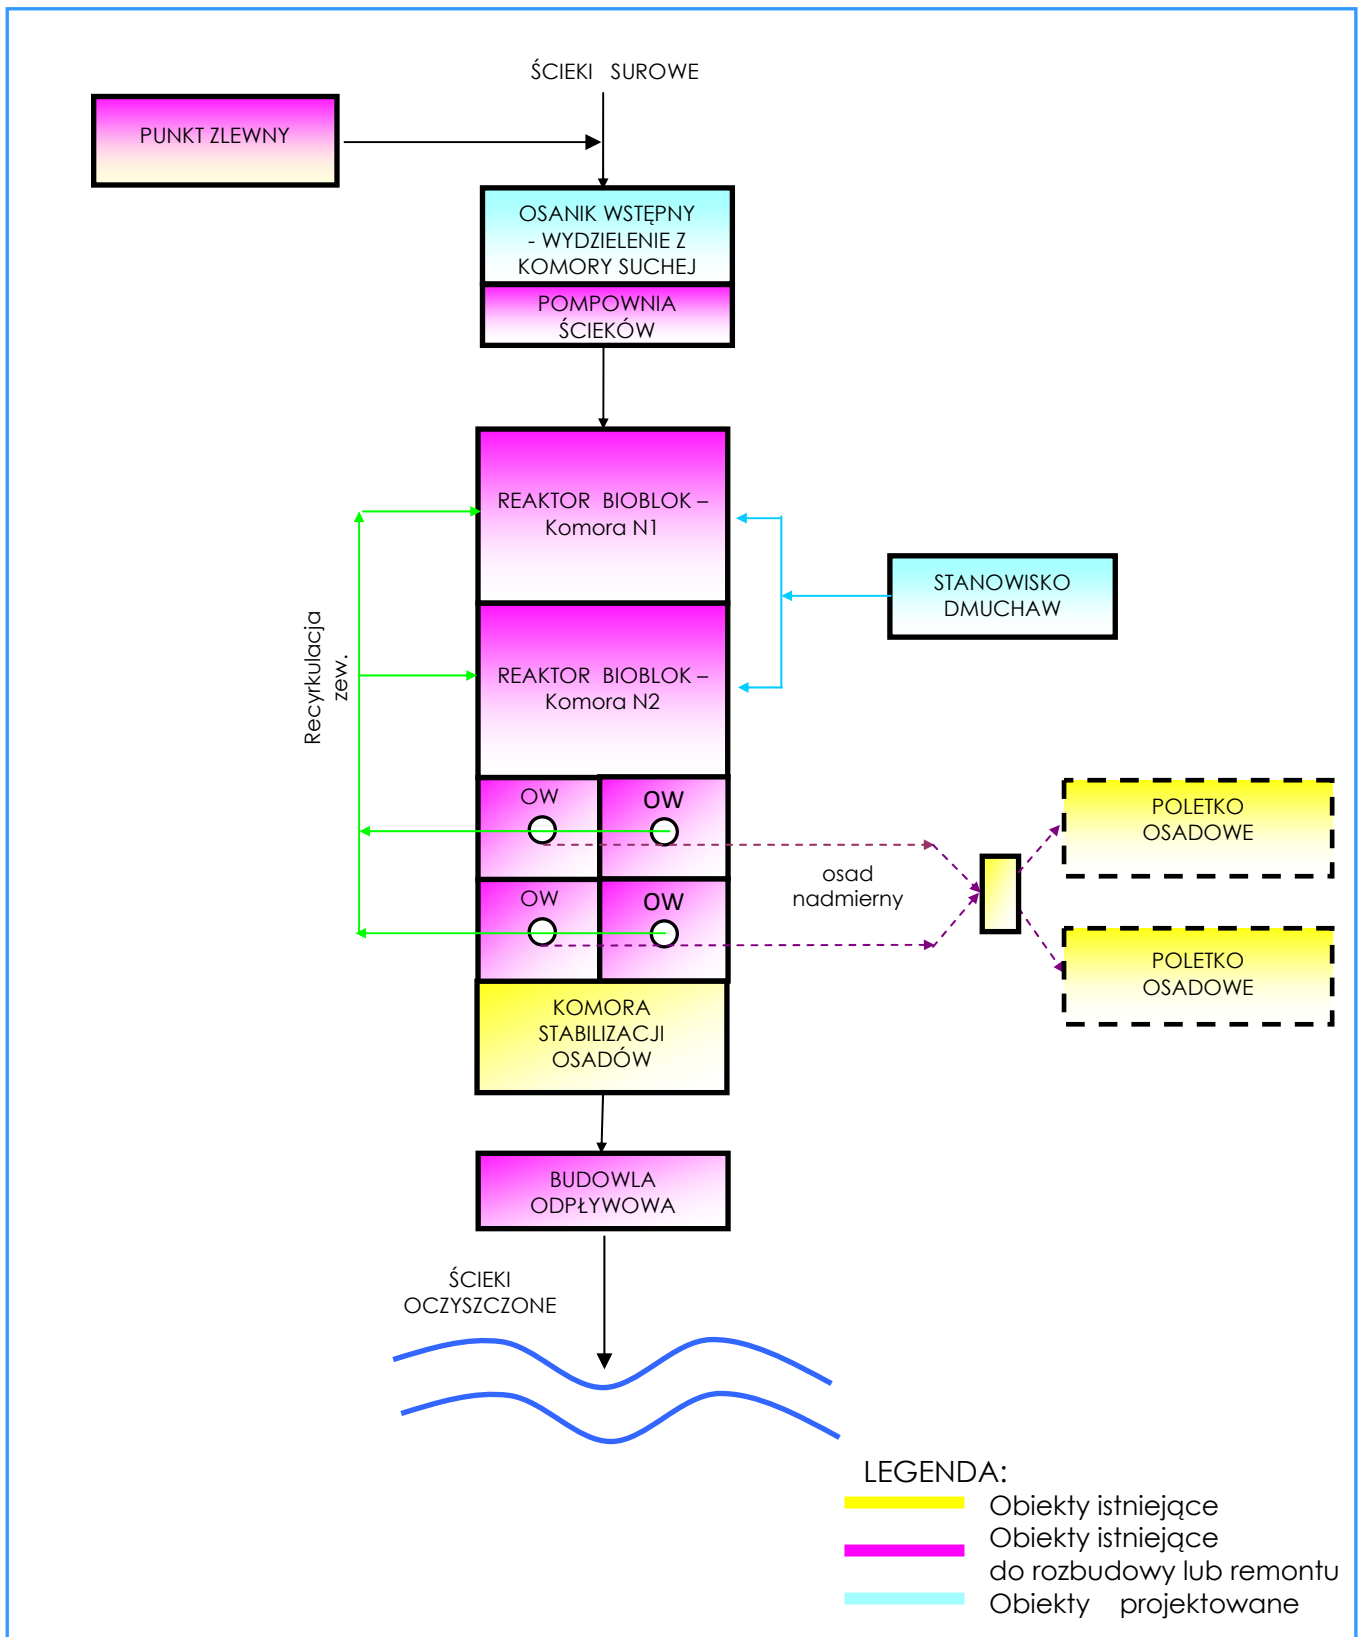 ŚCIEKI SUROWE
PUNKT ZLEWNY
OSANIK WSTĘPNY
- WYDZIELENIE Z
KOMORY SUCHEJ
POMPOWNIA
ŚCIEKÓW
REAKTOR BIOBLOK –
Komora N1
STANOWISKO
DMUCHAW
Recyrkulacja
zew.
REAKTOR BIOBLOK –
Komora N2
OW
OW
POLETKO
OSADOWE
osad
nadmierny
OW
OW
POLETKO
OSADOWE
KOMORA
STABILIZACJI
OSADÓW
BUDOWLA
ODPŁYWOWA
ŚCIEKI
OCZYSZCZONE
LEGENDA:
Obiekty istniejące
Obiekty istniejące
do rozbudowy lub remontu
Obiekty projektowane